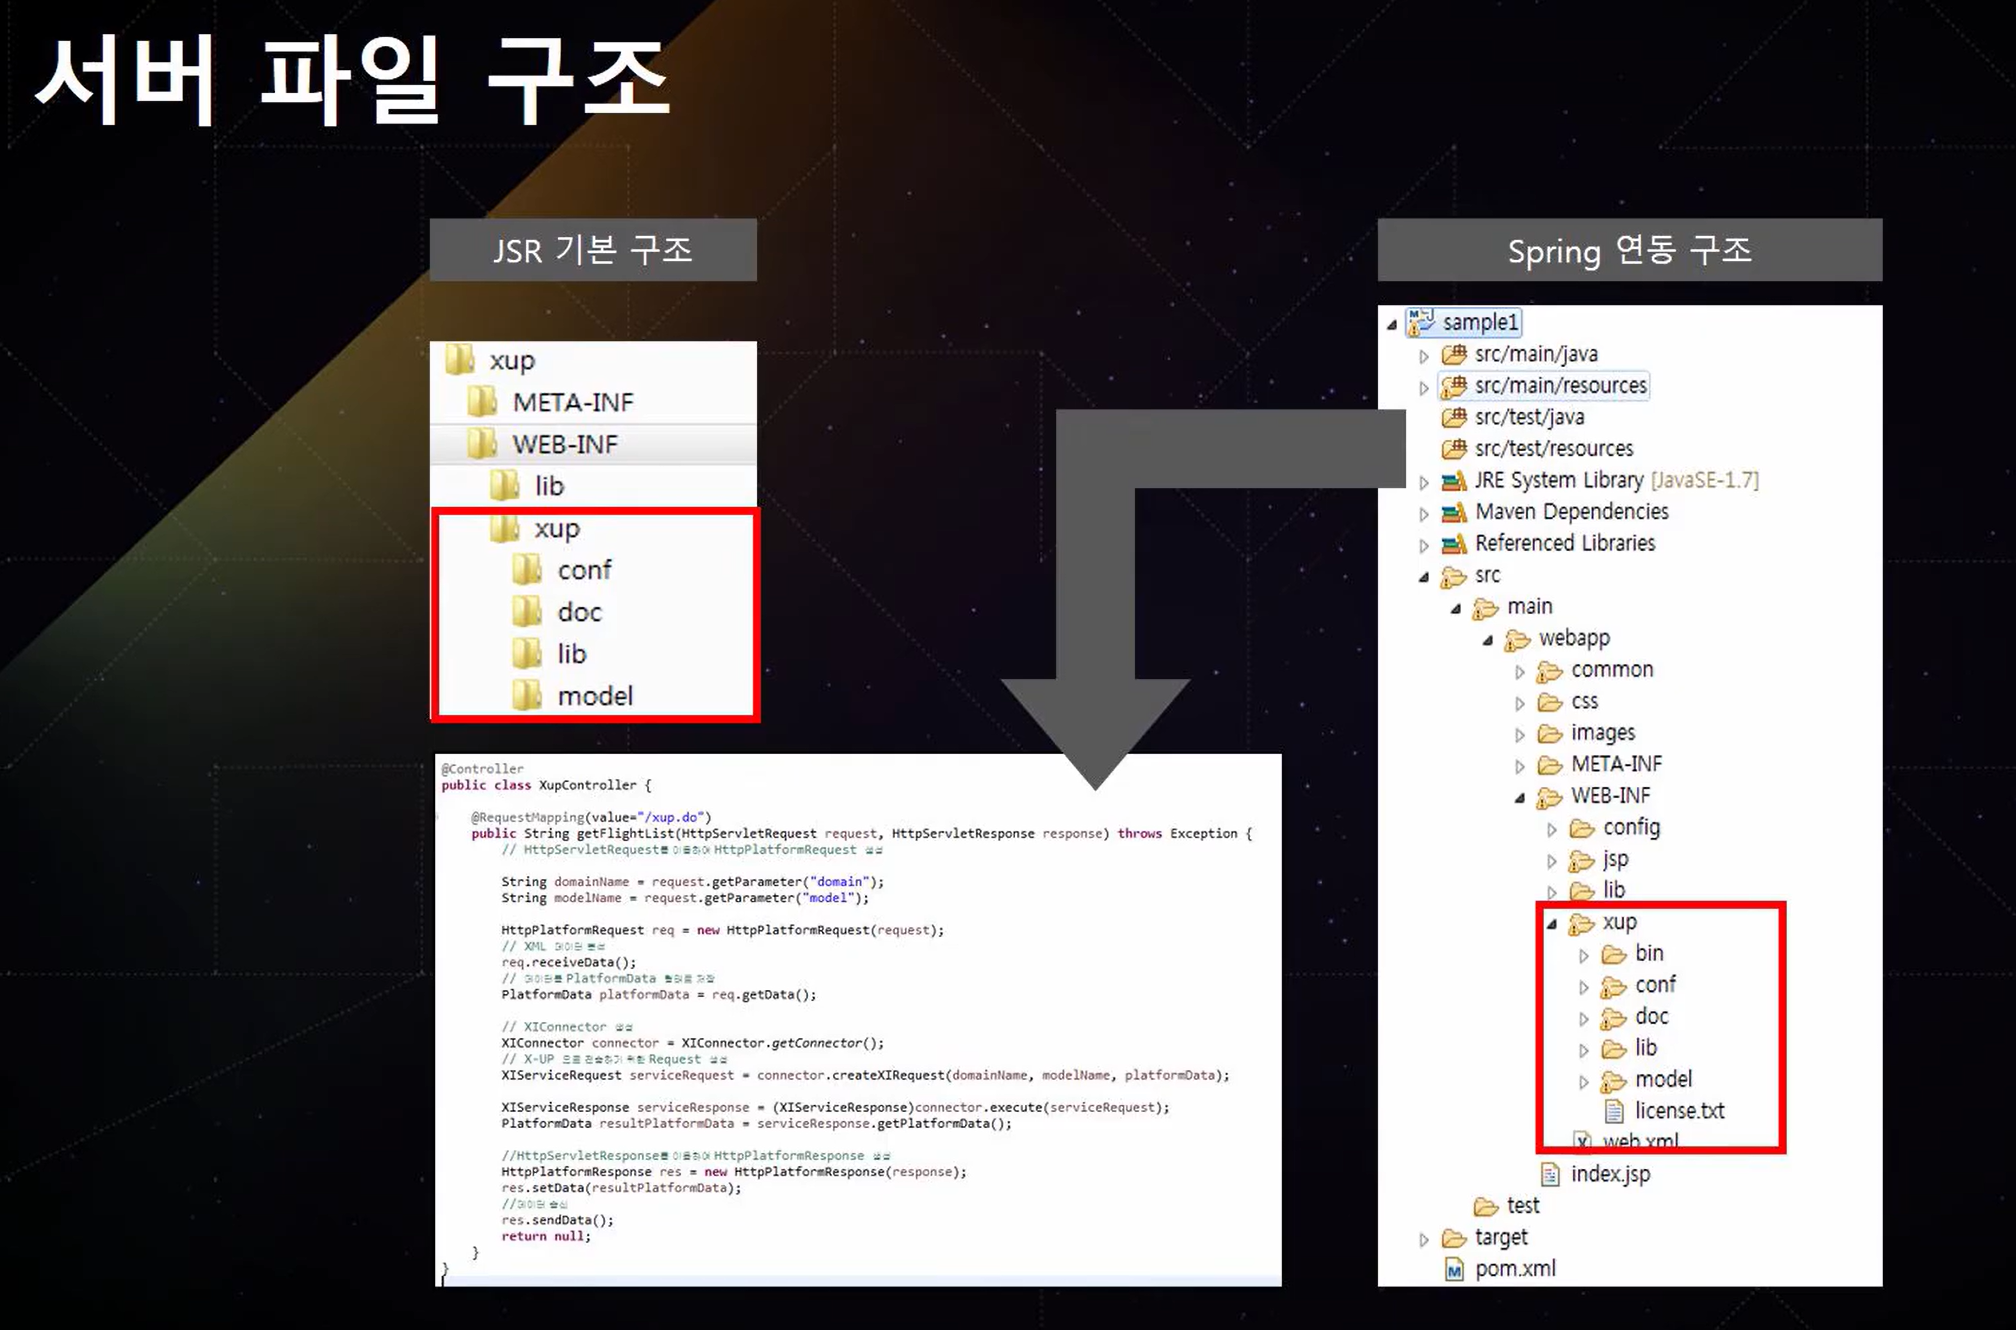 서버 파일 구조
JSR 기본 구조
xup
META-INF
WEB-INF
lib
xup
conf
doc
lib
model
@Controller
public class XupController {
@RequestMapping(value="/xup.do")
public String getFlightList(HttpServletRequest request, HttpServletResponse response) throws Exception {
// HttpServletRequest를 이용하여 HttpPlatformRequest 생성
String domainName = request.getParameter("domain");
String modelName = request.getParameter("model");
HttpPlatformRequest req = new HttpPlatformRequest(request);
// XML 데이터 분석
req.receiveData();
// 데이터를 PlatformData 형태로 저장
PlatformData platformData = req.getData();
// XIConnector 생성
XIConnector connector = XIConnector.getConnector();
// X-UP 으로 전송하기 위한 Request 생성
XIServiceRequest serviceRequest = connector.createXIRequest(domainName, modelName, platformData);
XIServiceResponse serviceResponse = (XIServiceResponse)connector.execute(serviceRequest);
PlatformData resultPlatformData = serviceResponse.getPlatformData();
//HttpServletResponse를 이용하여 HttpPlatformResponse 생성
HttpPlatformResponse res = new HttpPlatformResponse(response);
res.setData(resultPlatformData);
//데이터 송신
res.sendData();
return null;
}
}
Spring 연동 구조
sample1
src/main/java
src/main/resources
src/test/java
src/test/resources
JRE System Library [JavaSE-1.7]
Maven Dependencies
Referenced Libraries
src
main
webapp
common
css
images
META-INF
WEB-INF
config
jsp
lib
xup
bin
conf
doc
lib
model
license.txt
web.xml
index.jsp
test
target
pom.xml